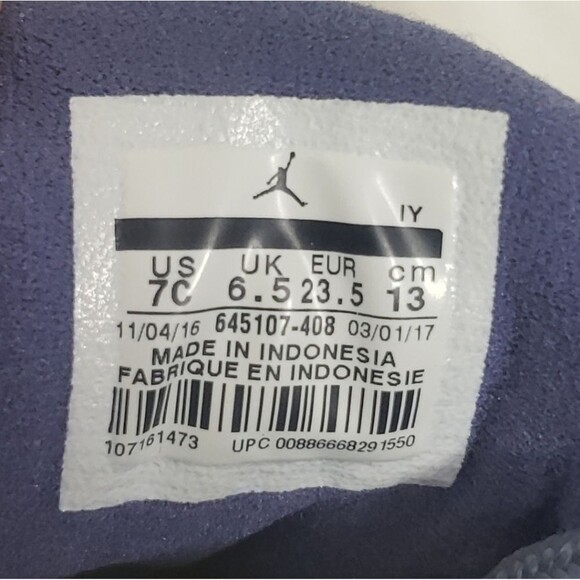 IY
US UK EUR cm
7C 6.5 23.5 13
11/04/16 645107-408 03/01/17
MADE IN INDONESIA
FABRIQUE EN INDONESIE
107161473 UPC 00886668291550